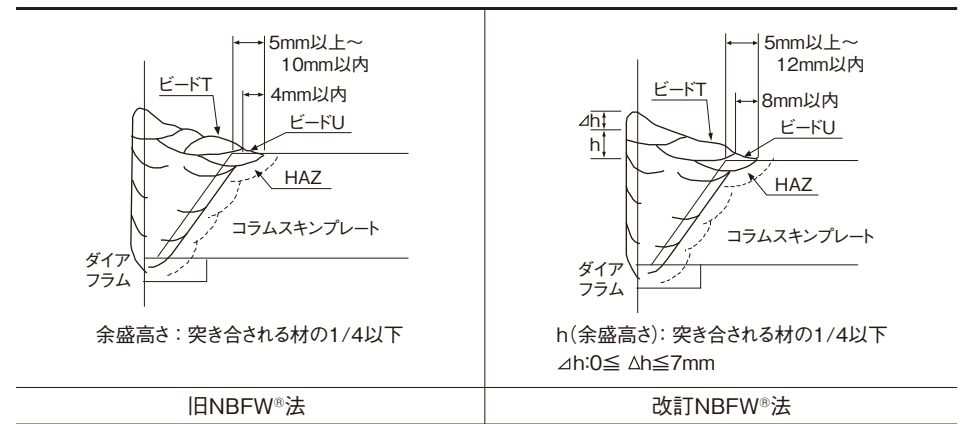 5mm以上~
10mm以内
ビードT
4mm以内
ビードU
HAZ
コラムスキンプレート
ダイア
フラム
余盛高さ:突き合される材の1/4以下
旧NBFW®法
5mm以上~
12mm以内
ビードT
8mm以内
⊿h
ビードU
h
HAZ
コラムスキンプレート
ダイア
フラム
h(余盛高さ):突き合される材の1/4以下
⊿h:0≦ Δh≦7mm
改訂NBFW®法